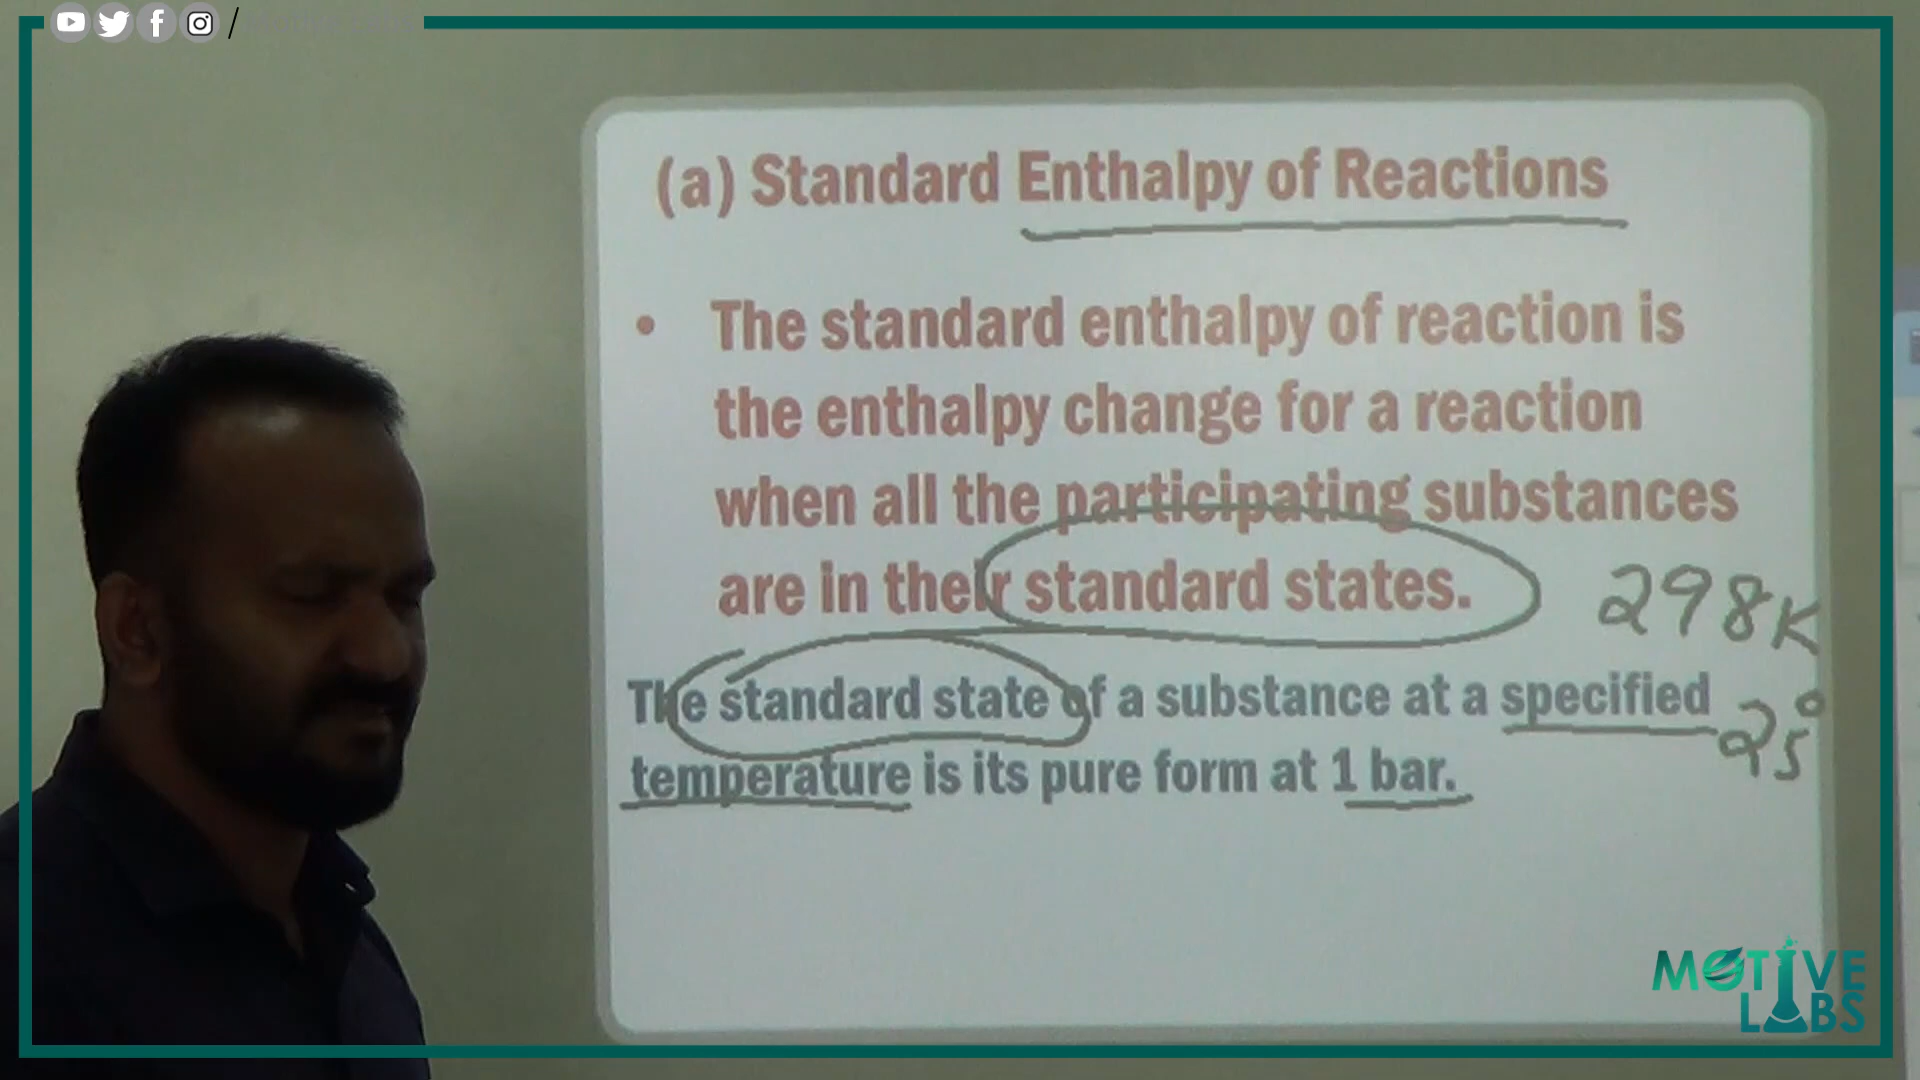 /
(a) Standard Enthalpy of Reactions
• The standard enthalpy of reaction is
the enthalpy change for a reaction
when all the participating substances
are in their standard states.
298K
The standard state of a substance at a specified
25°
temperature is its pure form at 1 bar.
MOTIVE
LABS